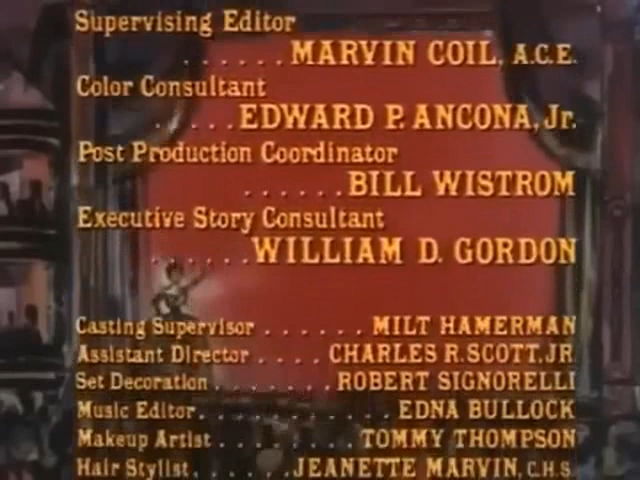 Supervising Editor
. . . . . . MARVIN COIL, A.C.E.
Color Consultant
. . . . . EDWARD P. ANCONA, Jr.
Post Production Coordinator
. . . . . . BILL WISTROM
Executive Story Consultant
. . . . . . WILLIAM D. GORDON
Casting Supervisor . . . . . . . MILT HAMERMAN
Assistant Director . . . . CHARLES R. SCOTT, JR.
Set Decoration . . . . . . . . ROBERT SIGNORELLI
Music Editor. . . . . . . . . . . . EDNA BULLOCK
Makeup Artist . . . . . . . . . TOMMY THOMPSON
Hair Stylist. . . . . . JEANETTE MARVIN, C.H.S.